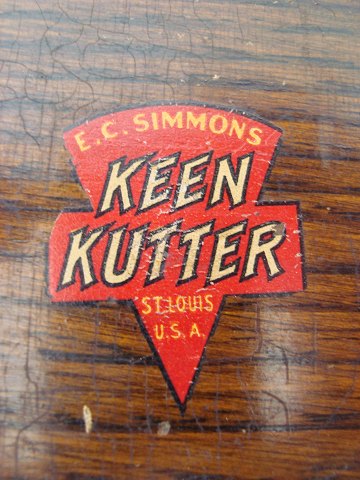 E.C. SIMMONS
KEEN
KUTTER
ST. LOUIS
U.S.A.